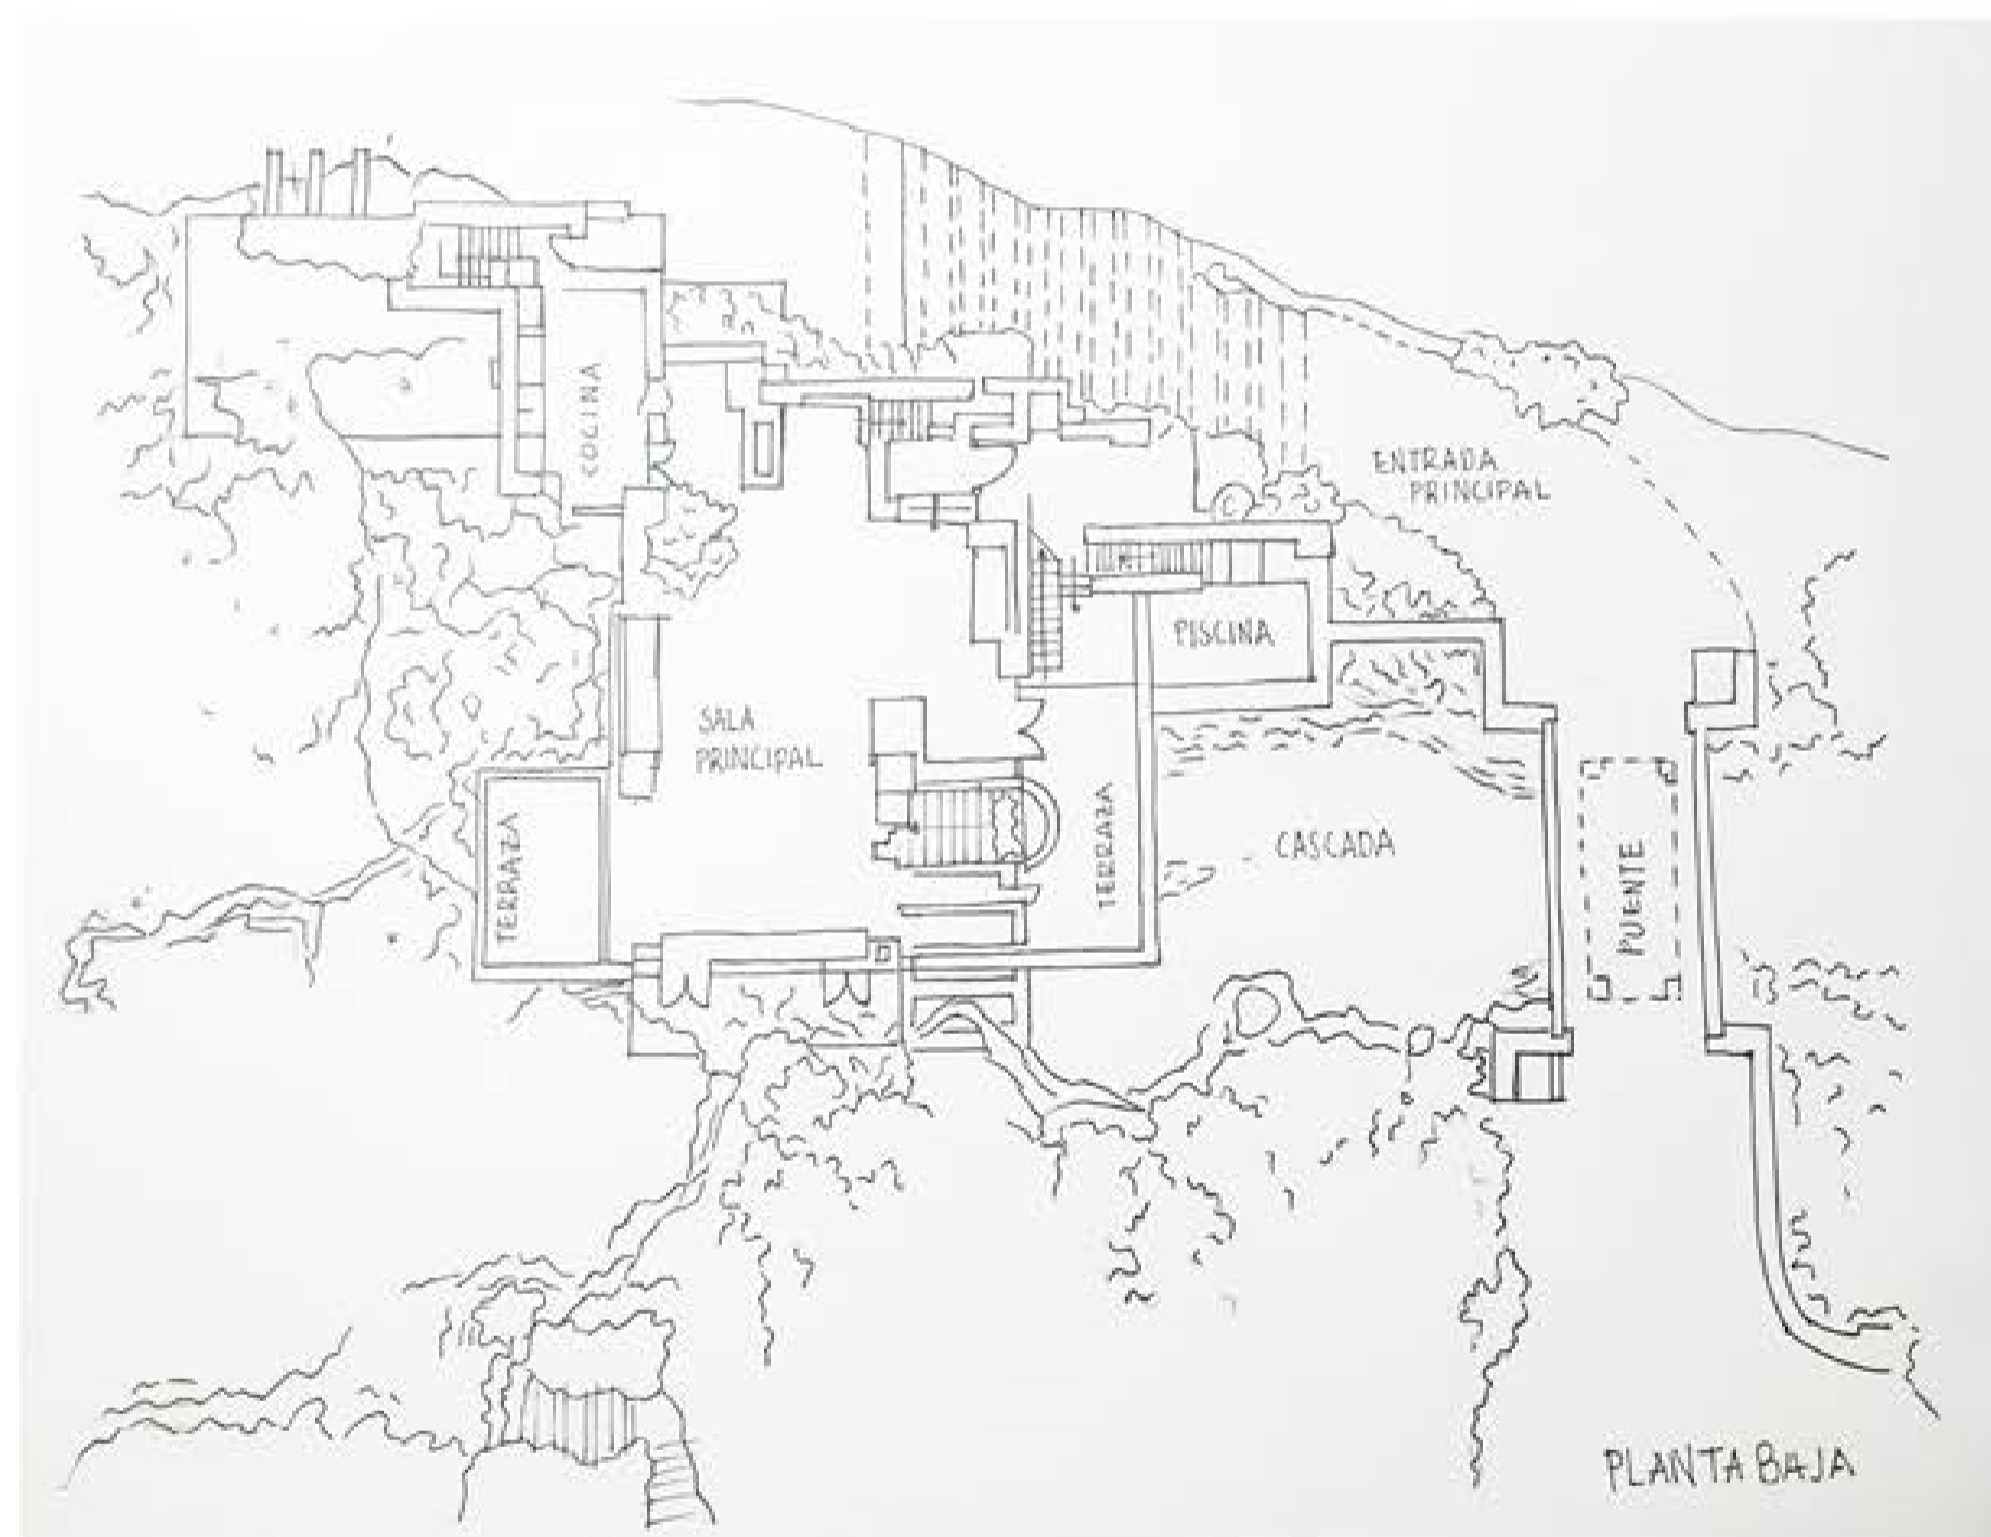 COCINA
ENTRADA
PRINCIPAL
PISCINA
SALA
PRINCIPAL
TERRAZA
TERRAZA
CASCADA
PUENTE
PLANTA BAJA